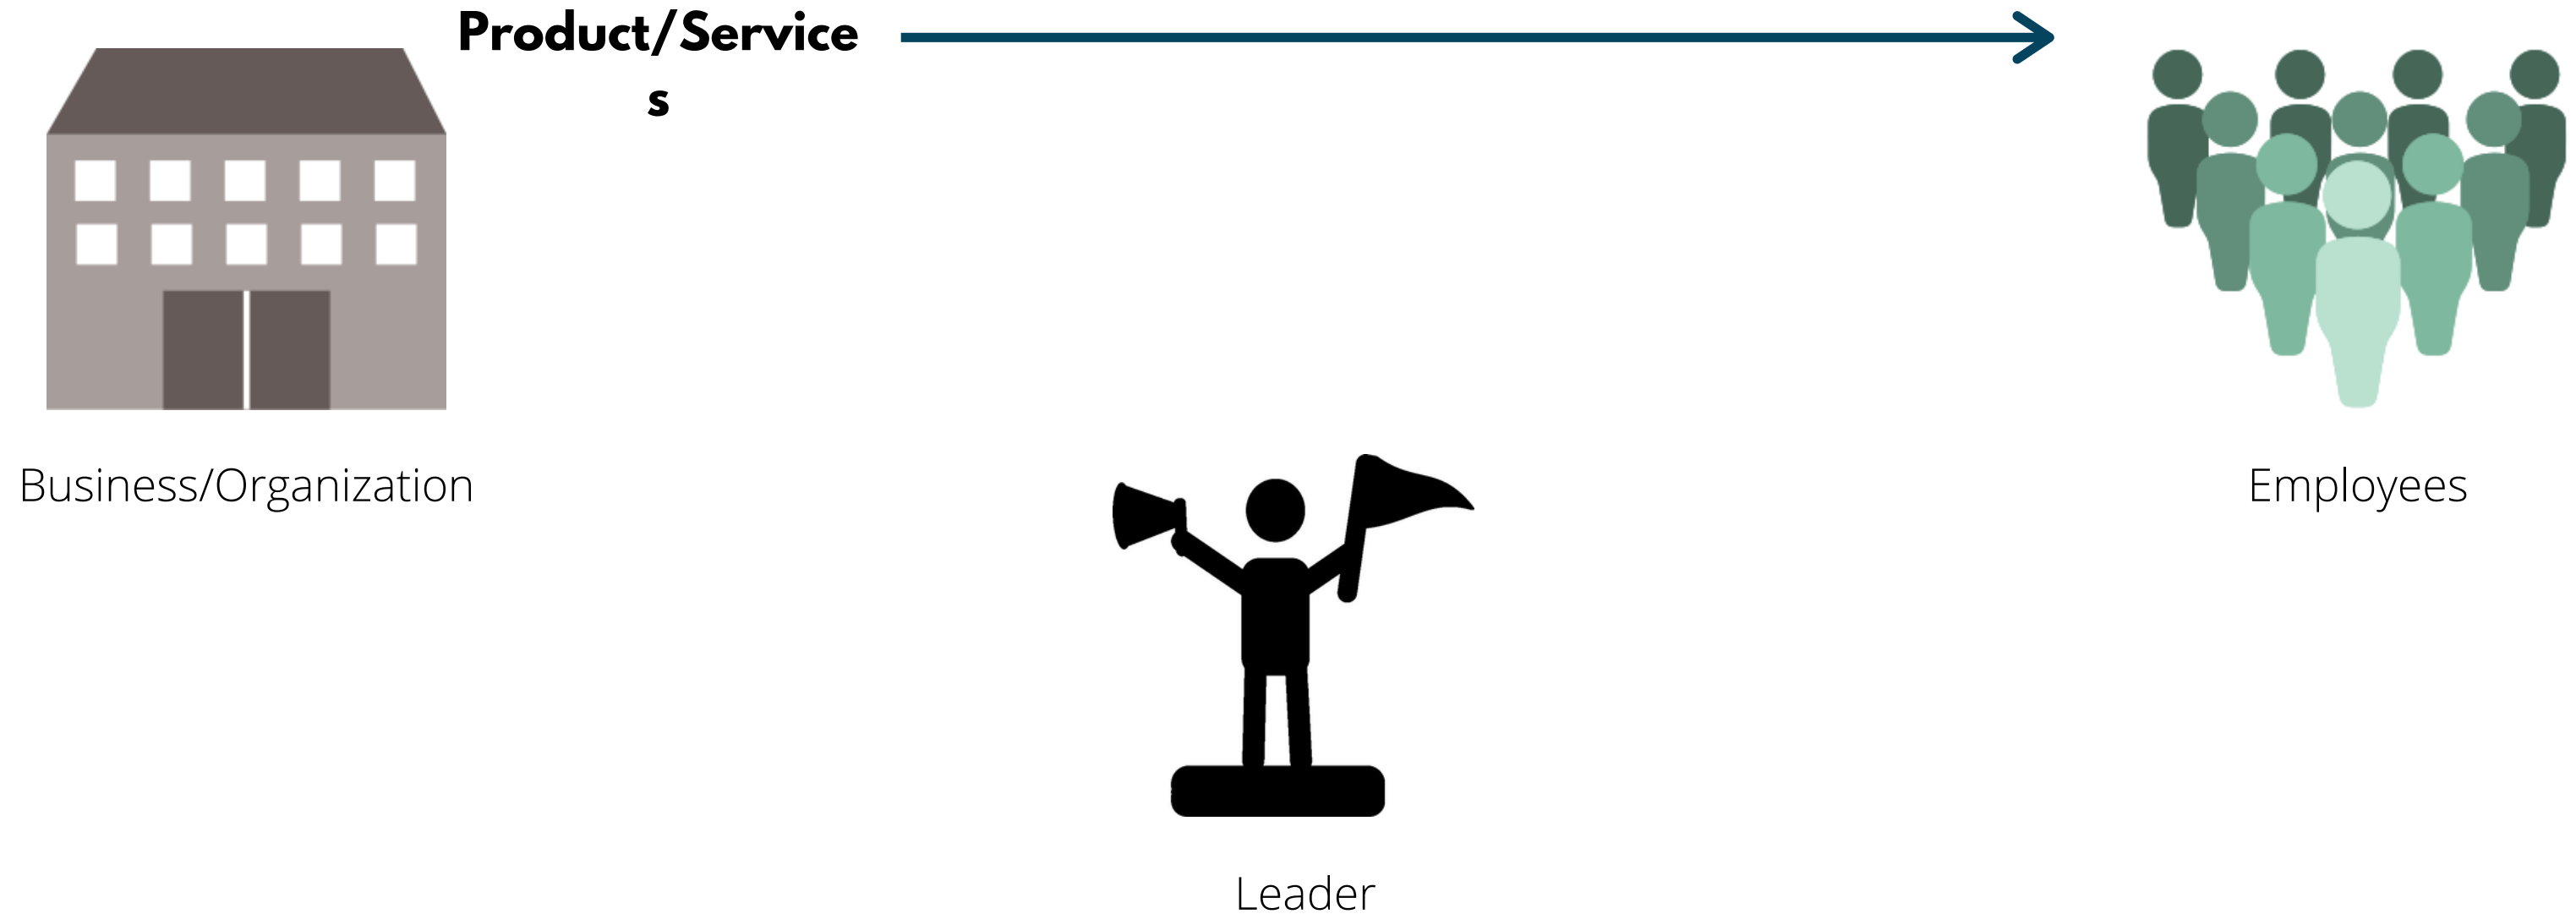 Product/Service
s
Business/Organization
Employees
Leader